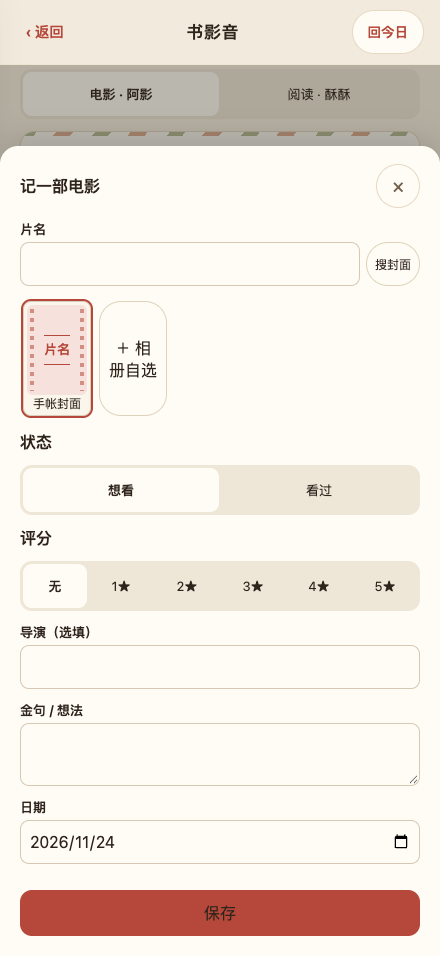 ‹ 返回
书影音
回今日
电影 · 阿影
阅读 · 酥酥
记一部电影
×
片名
搜封面
片名
手帐封面
＋ 相
册自选
状态
想看
看过
评分
无
1★
2★
3★
4★
5★
导演（选填）
金句 / 想法
日期
2026/11/24
保存